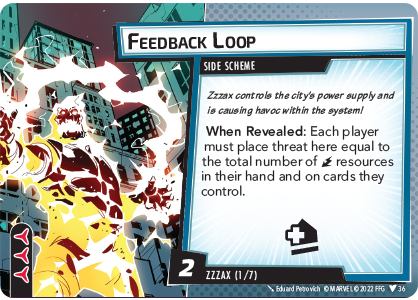 FEEDBACK LOOP
SIDE SCHEME
Zzzax controls the city's power supply and
is causing havoc within the system!
When Revealed: Each player
must place threat here equal to
the total number of resources
in their hand and on cards they
control.
2
ZZZAX (1/7)
Eduard Petrovich © MARVEL © 2022 FFG 36